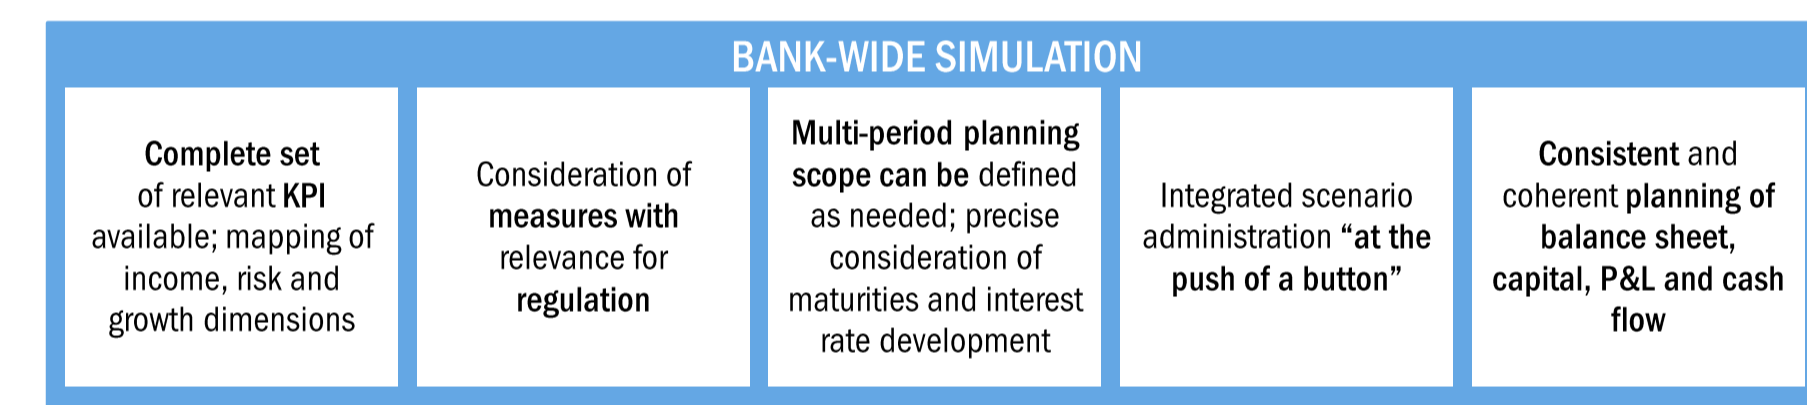 BANK-WIDE SIMULATION
Complete set
of relevant KPI
available; mapping of
income, risk and
growth dimensions
Consideration of
measures with
relevance for
regulation
Multi-period planning
scope can be defined
as needed; precise
consideration of
maturities and interest
rate development
Integrated scenario
administration “at the
push of a button”
Consistent and
coherent planning of
balance sheet,
capital, P&L and cash
flow